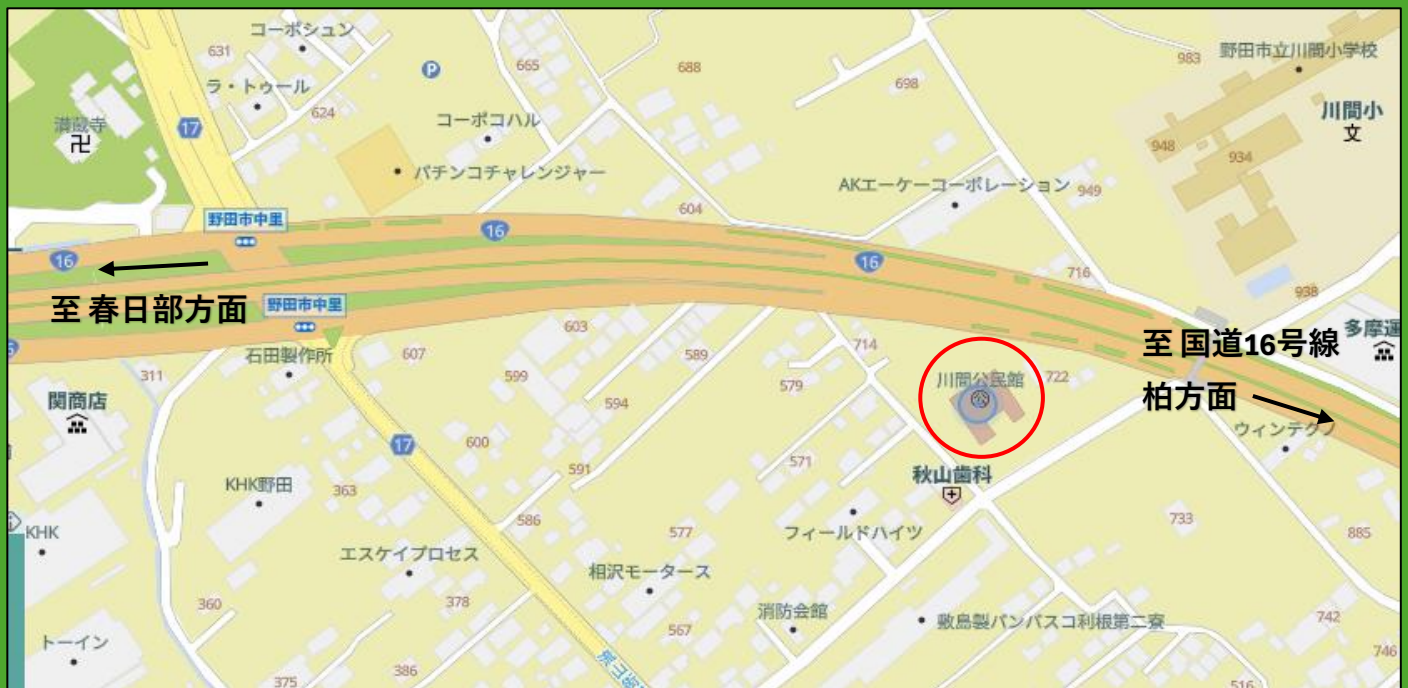 コーポシュン
631
ラ・トゥール
624
満蔵寺
卍
17
P
665
688
698
983
野田市立川間小学校
川間小
文
コーポコハル
パチンコチャレンジャー
948
934
AKエーケーコーポレーション
949
604
野田市中里
16
16
16
716
938
至 春日部方面
野田市中里
至 国道16号線
柏方面
多摩運
石田製作所
607
603
589
714
川間公民館
722
311
関商店
599
594
579
ウィンテクノ
17
600
591
571
秋山歯科
KHK野田
363
586
577
フィールドハイツ
733
885
KHK
エスケイプロセス
相沢モータース
360
378
消防会館
敷島製パンパスコ利根第二寮
742
トーイン
567
746
375
386
516